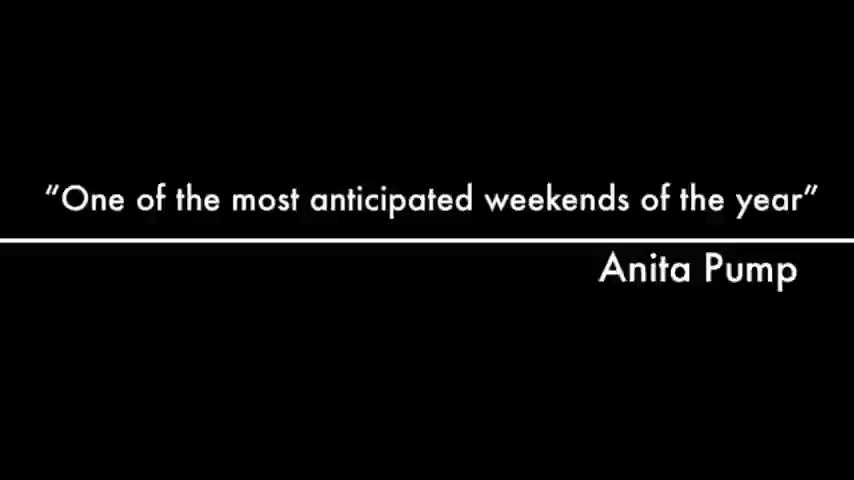 “One of the most anticipated weekends of the year”
Anita Pump